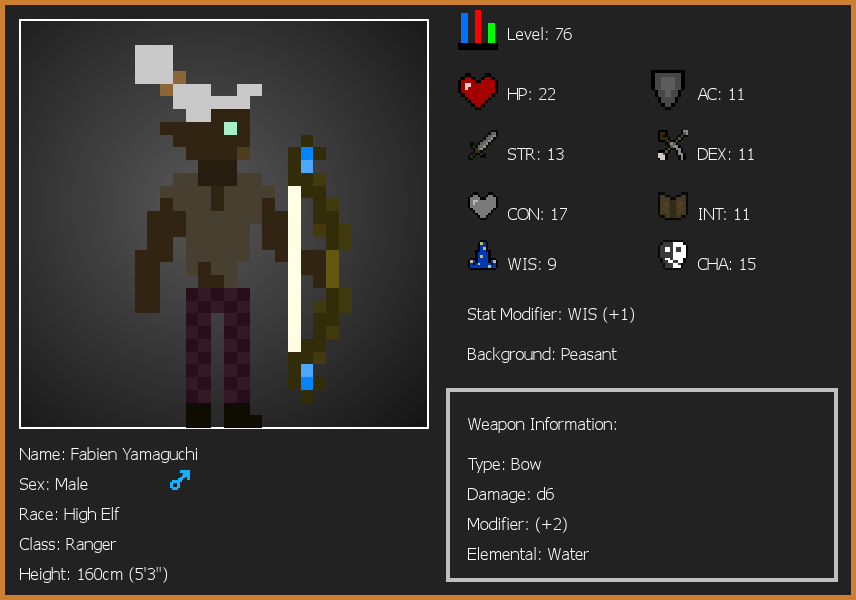 Level: 76
HP: 22
AC: 11
STR: 13
DEX: 11
CON: 17
INT: 11
WIS: 9
CHA: 15
Stat Modifier: WIS (+1)
Background: Peasant
Weapon Information:
Type: Bow
Damage: d6
Modifier: (+2)
Elemental: Water
Name: Fabien Yamaguchi
Sex: Male
Race: High Elf
Class: Ranger
Height: 160cm (5'3")